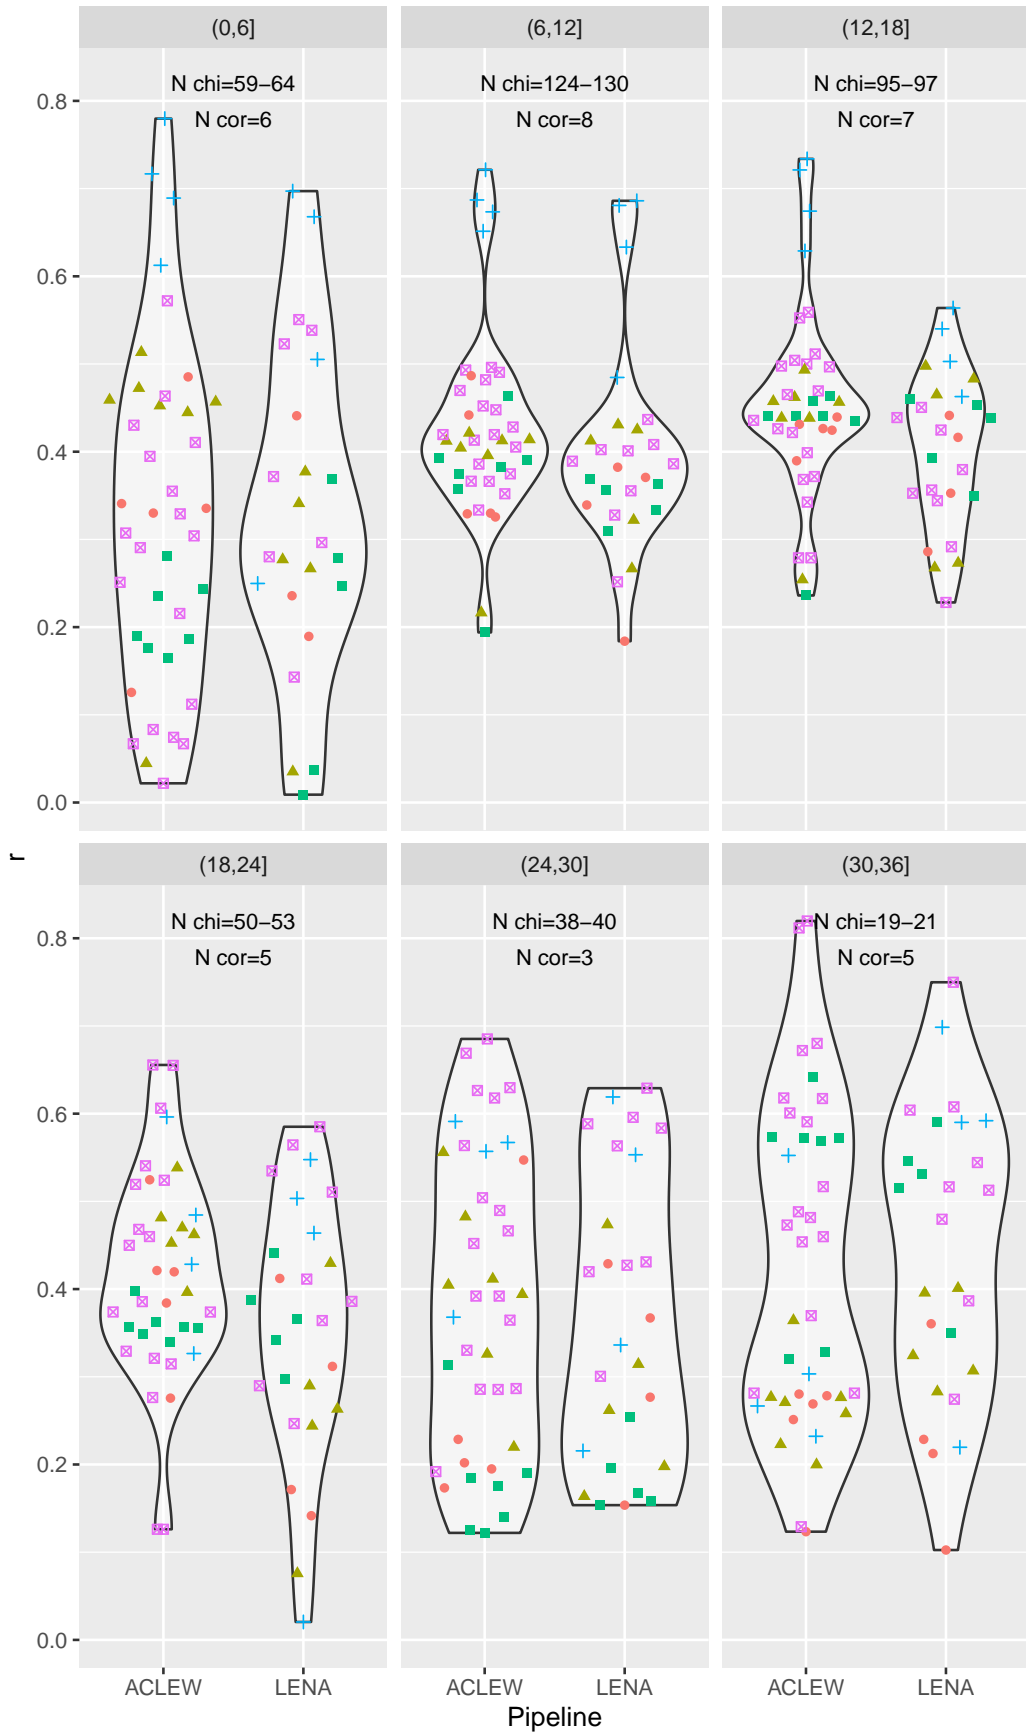 (0,6]
(6,12]
(12,18]
N chi=59−64
N cor=6
N chi=124−130
N cor=8
N chi=95−97
N cor=7
0.8
0.6
0.4
0.2
0.0
r
(18,24]
(24,30]
(30,36]
N chi=50−53
N cor=5
N chi=38−40
N cor=3
N chi=19−21
N cor=5
0.8
0.6
0.4
0.2
0.0
ACLEW LENA
ACLEW LENA
ACLEW LENA
Pipeline